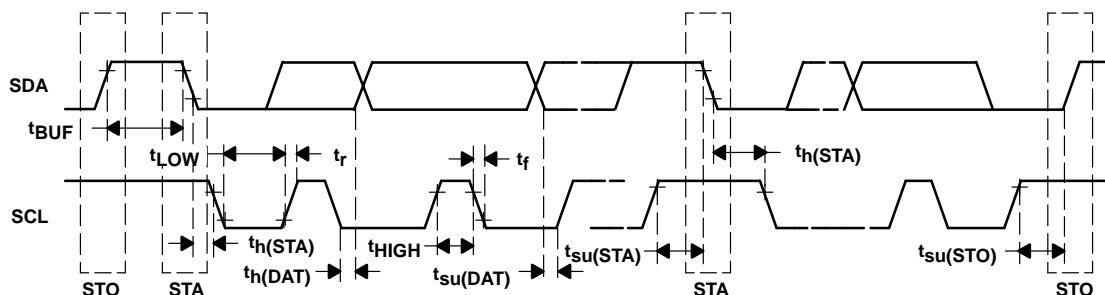 SDA
tBUF
tLOW
tr
tf
th(STA)
SCL
th(STA)
tHIGH
tsu(STA)
tsu(STO)
th(DAT)
tsu(DAT)
STO
STA
STA
STO